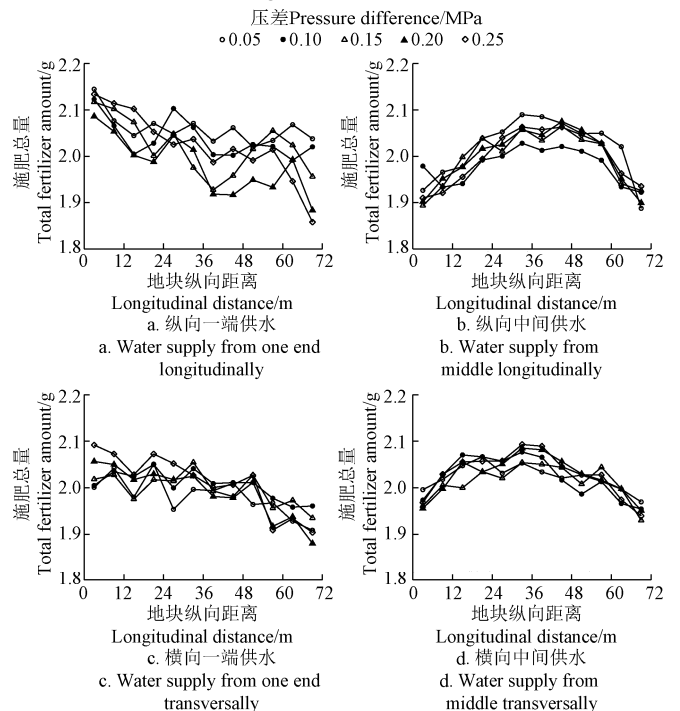 压差Pressure difference/MPa
0.05 0.10 0.15 0.20 0.25
施肥总量
Total fertilizer amount/g
2.2
2.1
2.0
1.9
1.8
0 12 24 36 48 60 72
地块纵向距离
Longitudinal distance/m
a. 纵向一端供水
a. Water supply from one end
longitudinally
施肥总量
Total fertilizer amount/g
2.2
2.1
2.0
1.9
1.8
0 12 24 36 48 60 72
地块纵向距离
Longitudinal distance/m
b. 纵向中间供水
b. Water supply from
middle longitudinally
施肥总量
Total fertilizer amount/g
2.2
2.1
2.0
1.9
1.8
0 12 24 36 48 60 72
地块纵向距离
Longitudinal distance/m
c. 横向一端供水
c. Water supply from one end
transversally
施肥总量
Total fertilizer amount/g
2.2
2.1
2.0
1.9
1.8
0 12 24 36 48 60 72
地块纵向距离
Longitudinal distance/m
d. 横向中间供水
d. Water supply from
middle transversally